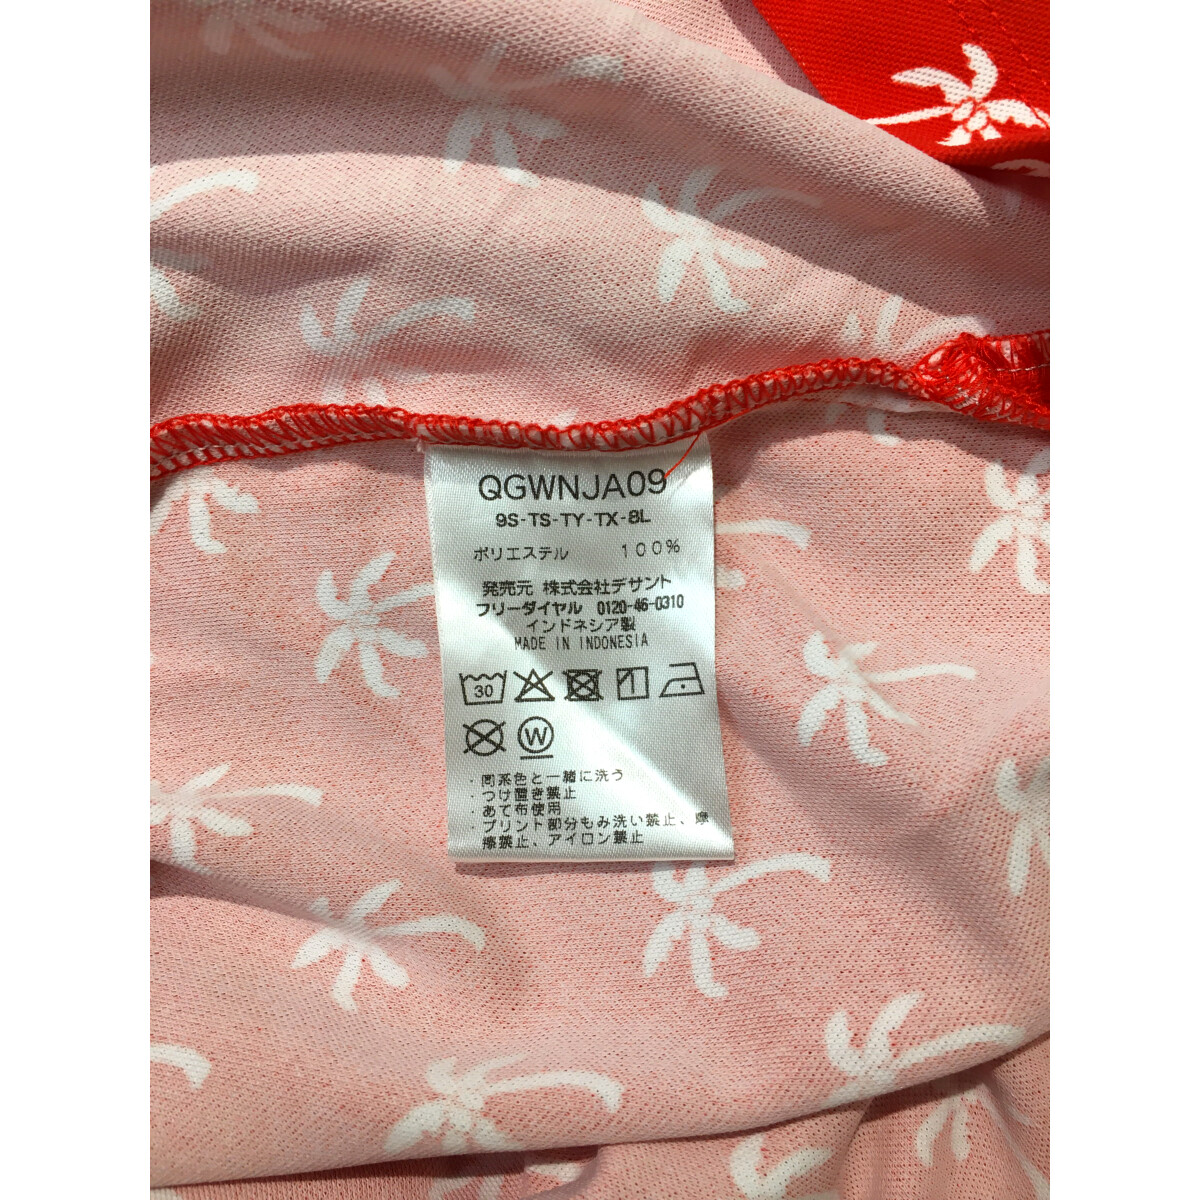 QGWNJA09
9S-TS-TY-TX-8L
ポリエステル 100%
発売元 株式会社デサント
フリーダイヤル 0120-46-0310
インドネシア製
MADE IN INDONESIA
30
W
・同系色と一緒に洗う
・つけ置き禁止
・あて布使用
・プリント部分もみ洗い禁止、摩
擦禁止、アイロン禁止